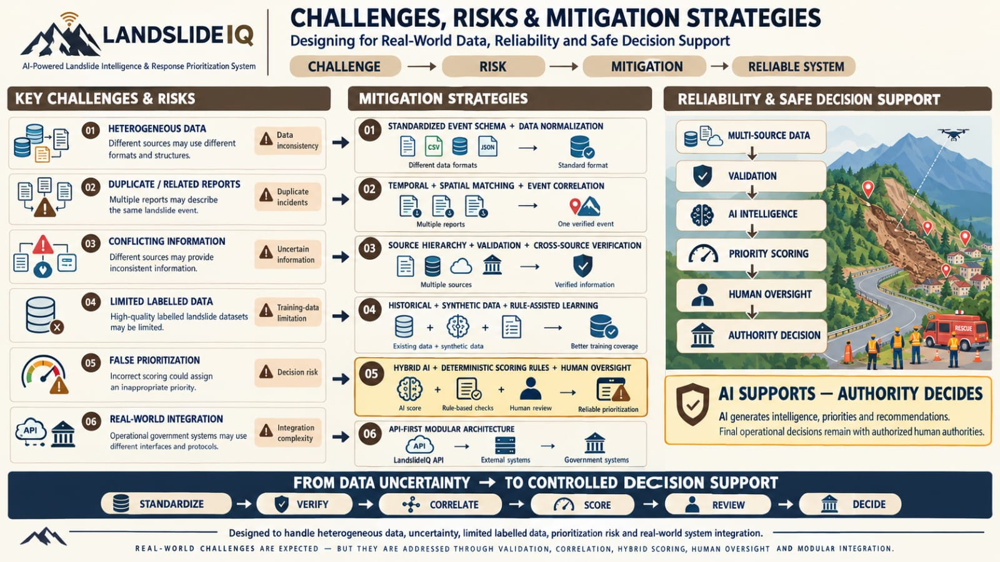 LANDSLIDEIQ
AI-Powered Landslide Intelligence & Response Prioritization System
CHALLENGES, RISKS & MITIGATION STRATEGIES
Designing for Real-World Data, Reliability and Safe Decision Support
CHALLENGE
RISK
MITIGATION
RELIABLE SYSTEM
KEY CHALLENGES & RISKS
01
HETEROGENEOUS DATA
Different sources may use different
formats and structures.
Data
inconsistency
02
DUPLICATE / RELATED REPORTS
Multiple reports may describe
the same landslide event.
Duplicate
incidents
03
CONFLICTING INFORMATION
Different sources may provide
inconsistent information.
Uncertain
information
04
LIMITED LABELLED DATA
High-quality labelled landslide datasets
may be limited.
Training-data
limitation
05
FALSE PRIORITIZATION
Incorrect scoring could assign
an inappropriate priority.
Decision risk
API
06
REAL-WORLD INTEGRATION
Operational government systems may use
different interfaces and protocols.
Integration
complexity
MITIGATION STRATEGIES
01
STANDARDIZED EVENT SCHEMA + DATA NORMALIZATION
CSV
JSON
Different data formats
Standard format
02
TEMPORAL + SPATIAL MATCHING + EVENT CORRELATION
Multiple reports
One verified event
03
SOURCE HIERARCHY + VALIDATION + CROSS-SOURCE VERIFICATION
Multiple sources
Verified information
04
HISTORICAL + SYNTHETIC DATA + RULE-ASSISTED LEARNING
+ +
Existing data + synthetic data
Better training coverage
05
HYBRID AI + DETERMINISTIC SCORING RULES + HUMAN OVERSIGHT
+ +
AI score
Rule-based checks
Human review
Reliable prioritization
06
API-FIRST MODULAR ARCHITECTURE
API
LandslideIQ API
External systems
Government systems
RELIABILITY & SAFE DECISION SUPPORT
MULTI-SOURCE DATA
VALIDATION
AI INTELLIGENCE
PRIORITY SCORING
HUMAN OVERSIGHT
AUTHORITY DECISION
RESCUE
AI SUPPORTS — AUTHORITY DECIDES
AI generates intelligence, priorities and recommendations.
Final operational decisions remain with authorized human authorities.
FROM DATA UNCERTAINTY → TO CONTROLLED DECISION SUPPORT
STANDARDIZE
VERIFY
CORRELATE
SCORE
REVIEW
DECIDE
Designed to handle heterogeneous data, uncertainty, limited labelled data, prioritization risk and real-world system integration.
REAL-WORLD CHALLENGES ARE EXPECTED — BUT THEY ARE ADDRESSED THROUGH VALIDATION, CORRELATION, HYBRID SCORING, HUMAN OVERSIGHT AND MODULAR INTEGRATION.